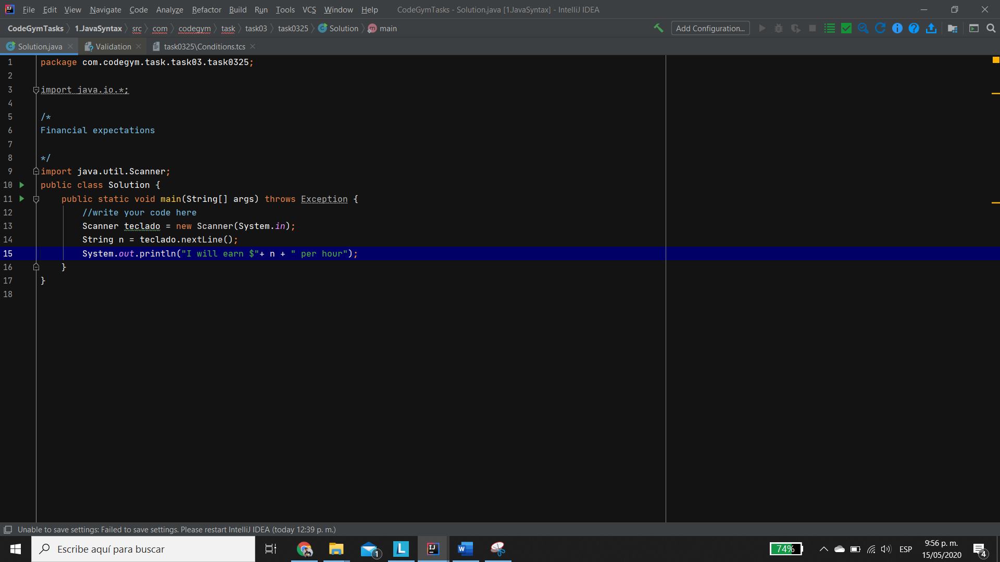 File Edit View Navigate Code Analyze Refactor Build Run Tools VCS Window Help CodeGymTasks - Solution.java [1.JavaSyntax] - IntelliJ IDEA
CodeGymTasks 1.JavaSyntax src com codegym task task03 task0325 Solution main Add Configuration...
Solution.java Validation task0325\Conditions.tcs
1 package com.codegym.task.task03.task0325;
2
3 import java.io.*;
4
5 /*
6 Financial expectations
7
8 */
9 import java.util.Scanner;
10 public class Solution {
11 public static void main(String[] args) throws Exception {
12 //write your code here
13 Scanner teclado = new Scanner(System.in);
14 String n = teclado.nextLine();
15 System.out.println("I will earn $"+ n + " per hour");
16 }
17 }
18
Unable to save settings: Failed to save settings. Please restart IntelliJ IDEA (today 12:39 p. m.)
Escribe aquí para buscar 1 L IJ W 74% ESP 9:56 p. m. 4
15/05/2020